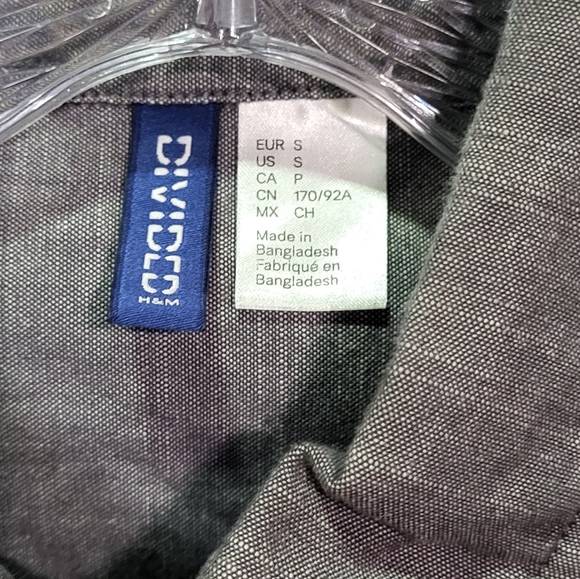 DIVIDED
H&M
EUR S
US S
CA P
CN 170/92A
MX CH
Made in
Bangladesh
Fabriqué en
Bangladesh